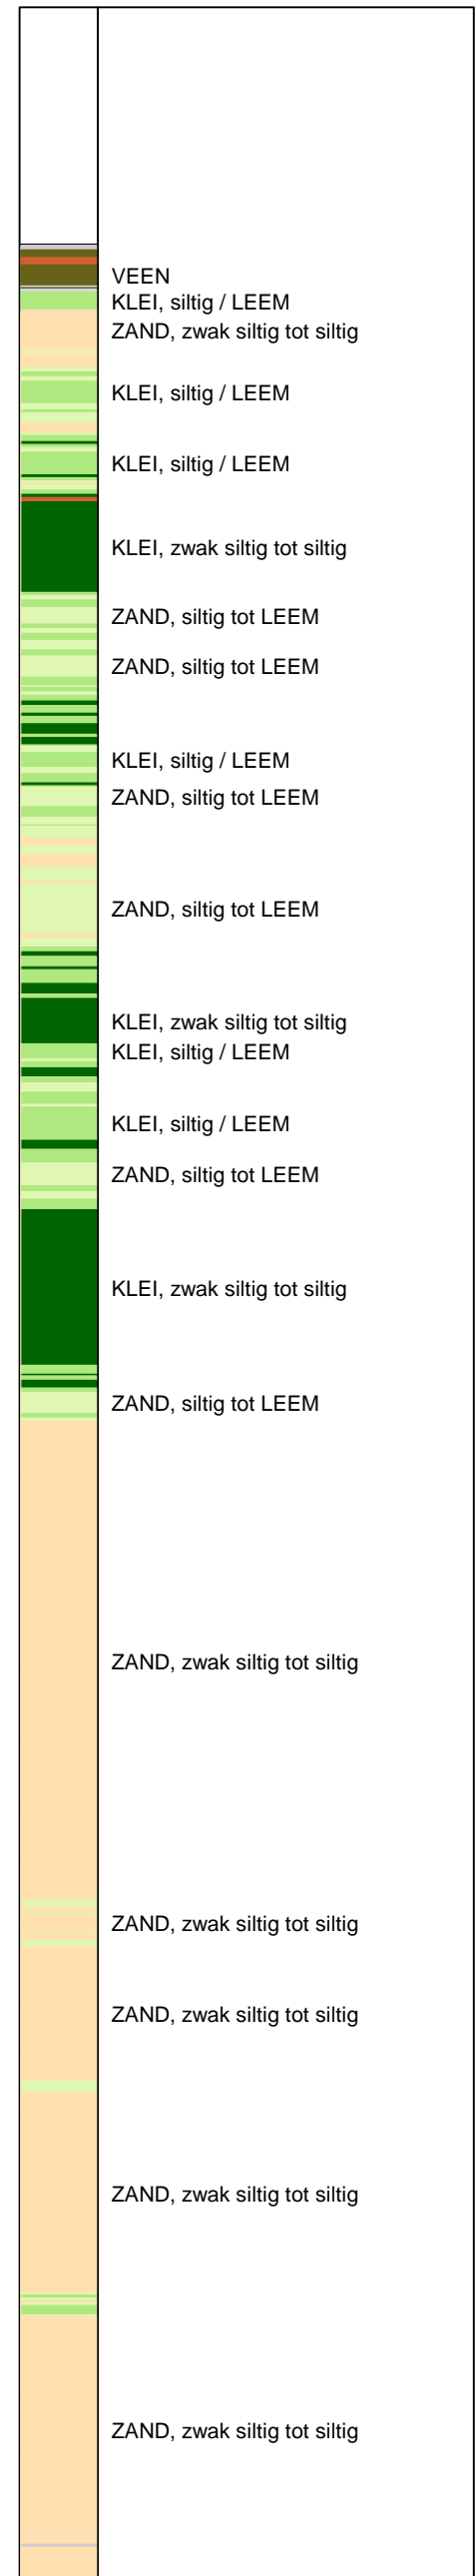 VEEN
KLEI, siltig / LEEM
ZAND, zwak siltig tot siltig
KLEI, siltig / LEEM
KLEI, siltig / LEEM
KLEI, zwak siltig tot siltig
ZAND, siltig tot LEEM
ZAND, siltig tot LEEM
KLEI, siltig / LEEM
ZAND, siltig tot LEEM
ZAND, siltig tot LEEM
KLEI, zwak siltig tot siltig
KLEI, siltig / LEEM
KLEI, siltig / LEEM
ZAND, siltig tot LEEM
KLEI, zwak siltig tot siltig
ZAND, siltig tot LEEM
ZAND, zwak siltig tot siltig
ZAND, zwak siltig tot siltig
ZAND, zwak siltig tot siltig
ZAND, zwak siltig tot siltig
ZAND, zwak siltig tot siltig